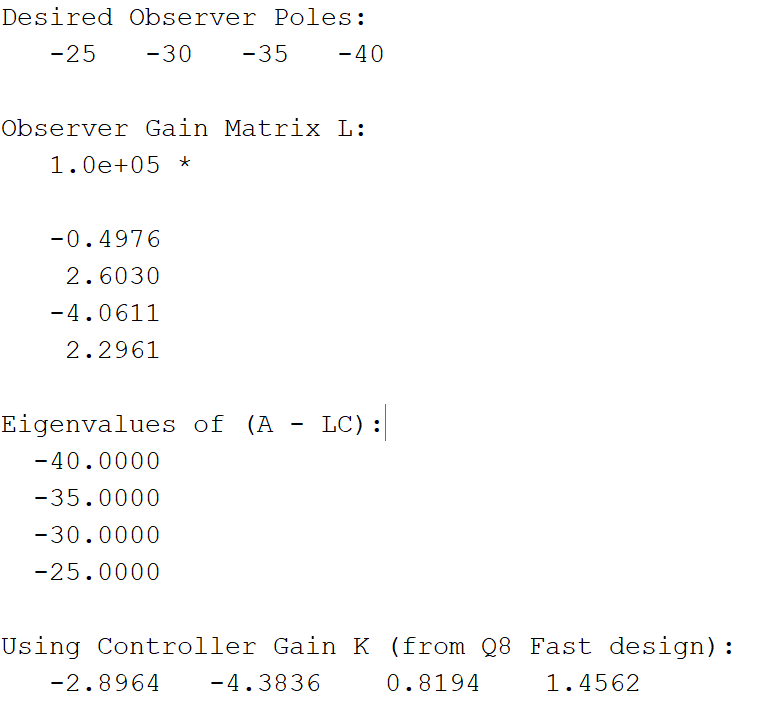 Desired Observer Poles:
-25 -30 -35 -40
Observer Gain Matrix L:
1.0e+05 *
-0.4976
2.6030
-4.0611
2.2961
Eigenvalues of (A - LC):
-40.0000
-35.0000
-30.0000
-25.0000
Using Controller Gain K (from Q8 Fast design):
-2.8964 -4.3836 0.8194 1.4562